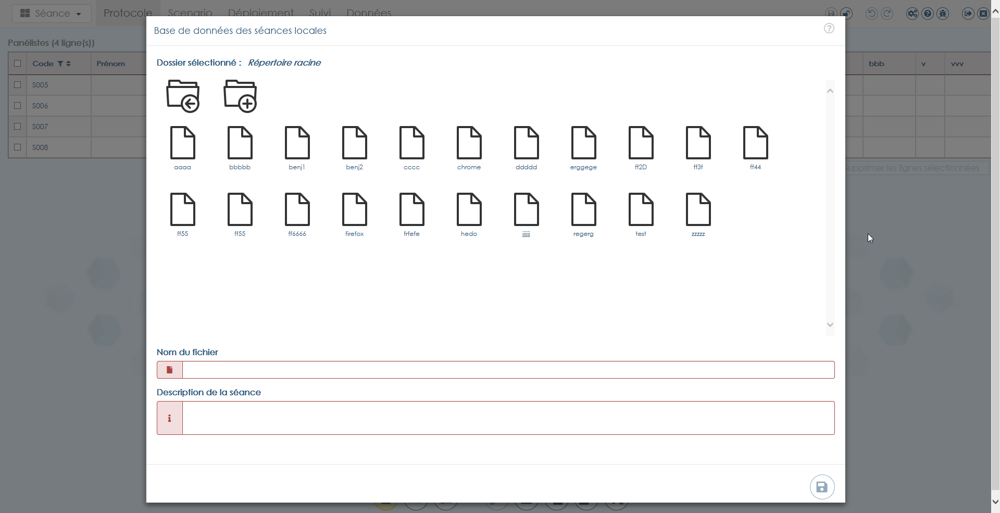 Séance
Protocole Scenario Déploiement Suivi Données
Base de données des séances locales
Panélistes (4 ligne(s))
Dossier sélectionné : Répertoire racine
Code Prénom bbb v vvv
S005
S006
S007
S008
aaaa bbbbb benj1 benj2 cccc chrome ddddd erggege ff2D ff3f ff44
Supprimer les lignes sélectionnées
ff55 ff55 ff6666 firefox frfefe hedo jjjjjj regerg test zzzzz
Nom du fichier
Description de la séance